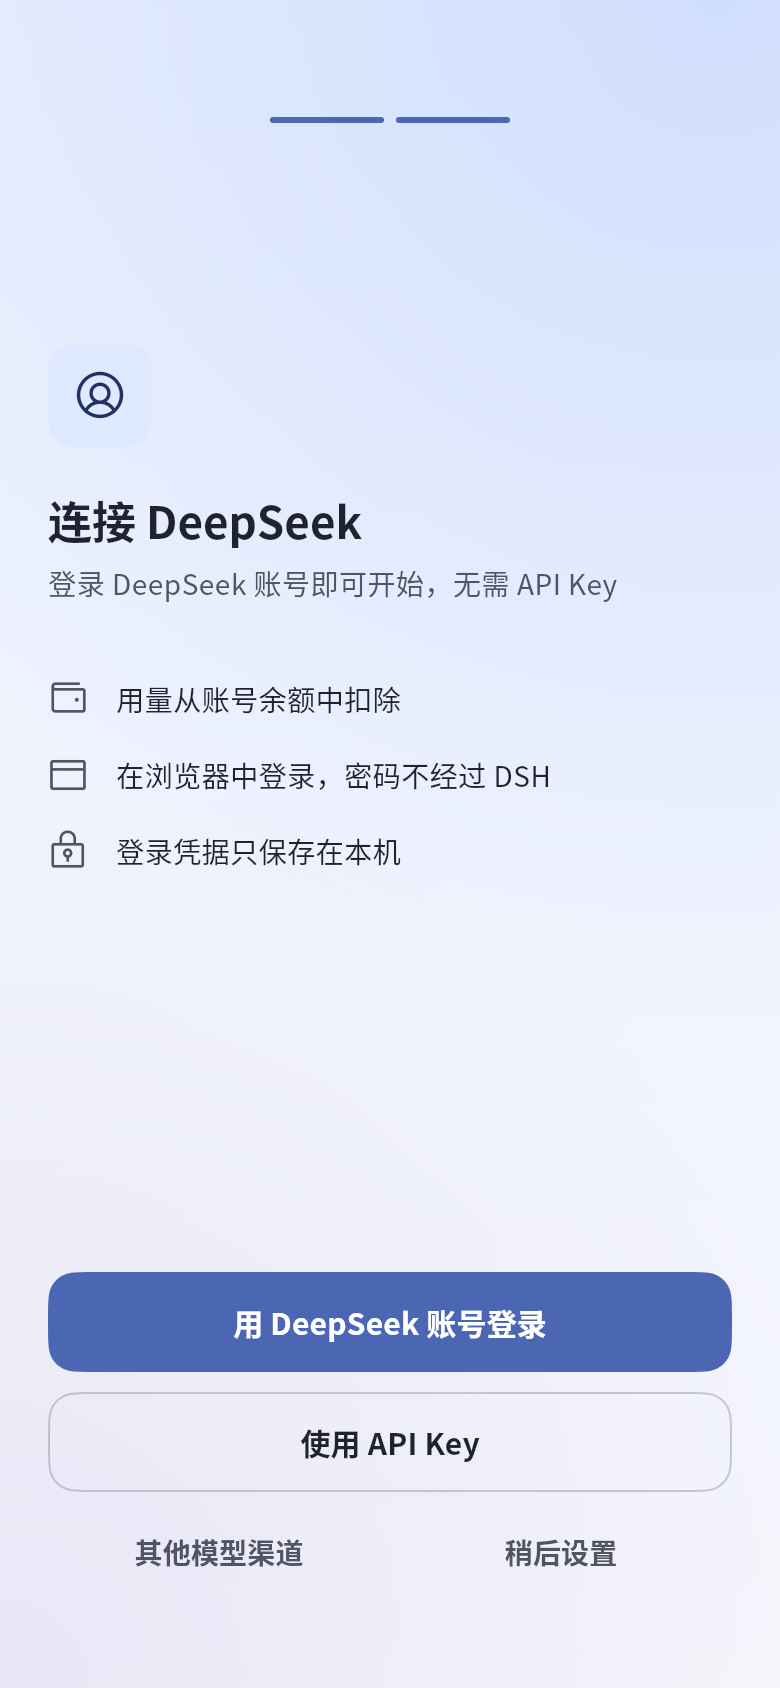 连接 DeepSeek
登录 DeepSeek 账号即可开始，无需 API Key
用量从账号余额中扣除
在浏览器中登录，密码不经过 DSH
登录凭据只保存在本机
用 DeepSeek 账号登录
使用 API Key
其他模型渠道
稍后设置